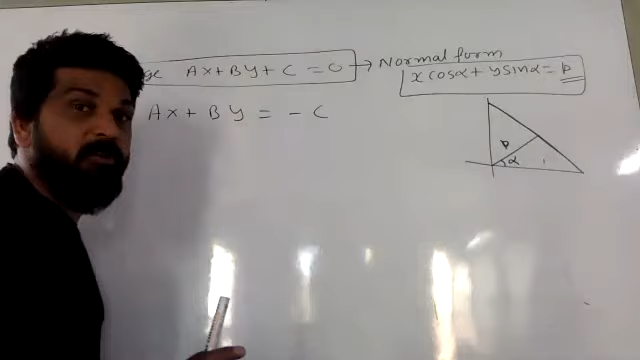 Ax + By + C = 0 → Normal form
x cosα + y sinα = p
Ax + By = - C
p
α